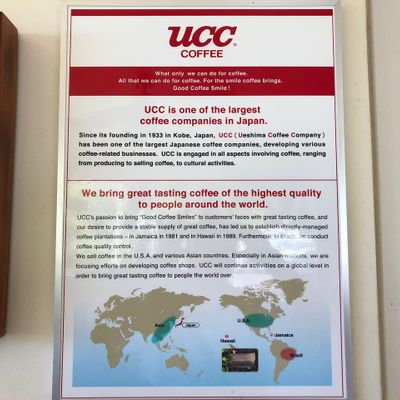 UCC®
COFFEE
What only we can do for coffee.
All that we can do for coffee. For the smile coffee brings.
Good Coffee Smile !
UCC is one of the largest
coffee companies in Japan.
Since its founding in 1933 in Kobe, Japan, UCC ( Ueshima Coffee Company )
has been one of the largest Japanese coffee companies, developing various
coffee-related businesses. UCC is engaged in all aspects involving coffee, ranging
from producing to selling coffee, to cultural activities.
We bring great tasting coffee of the highest quality
to people around the world.
UCC's passion to bring "Good Coffee Smiles" to customers' faces with great tasting coffee, and
our desire to provide a stable supply of great coffee, has led us to establish directly-managed
coffee plantations – in Jamaica in 1981 and in Hawaii in 1989. Furthermore, in Brazil, we conduct
coffee quality control.
We sell coffee in the U.S.A. and various Asian countries. Especially in Asian markets, we are
focusing efforts on developing coffee shops. UCC will continue activities on a global level in
order to bring great tasting coffee to people the world over.
Asia
Japan
U.S.A.
Hawaii
Jamaica
Brazil